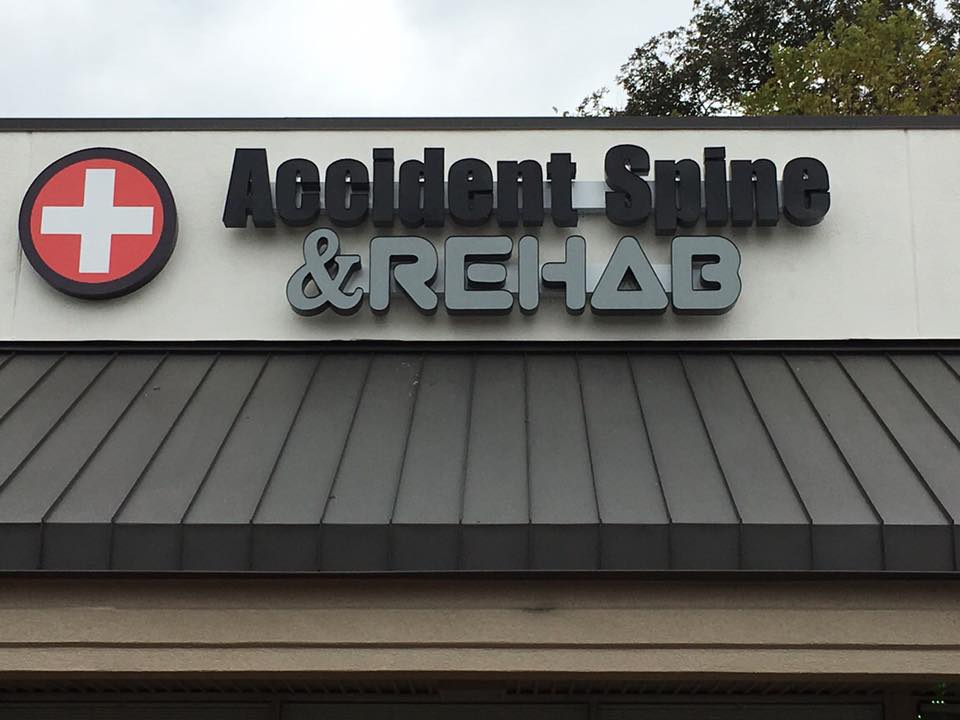 Accident Spine
& REHAB